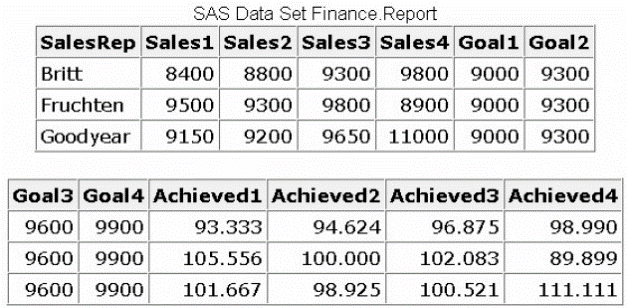 SAS Data Set Finance.Report
SalesRep Sales1 Sales2 Sales3 Sales4 Goal1 Goal2
Britt 8400 8800 9300 9800 9000 9300
Fruchten 9500 9300 9800 8900 9000 9300
Goodyear 9150 9200 9650 11000 9000 9300
Goal3 Goal4 Achieved1 Achieved2 Achieved3 Achieved4
9600 9900 93.333 94.624 96.875 98.990
9600 9900 105.556 100.000 102.083 89.899
9600 9900 101.667 98.925 100.521 111.111